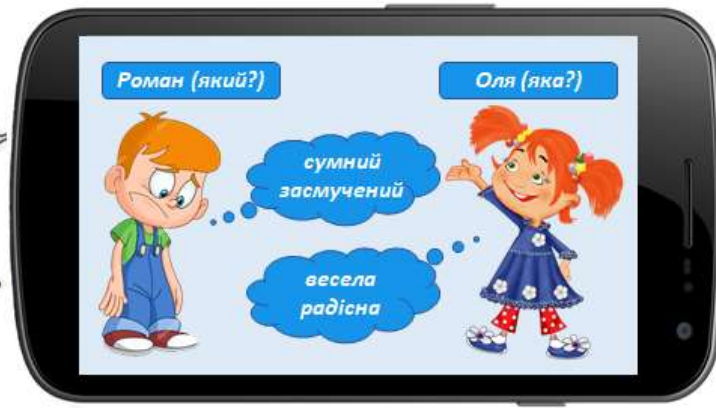 Роман (який?)
Оля (яка?)
сумний
засмучений
весела
радісна